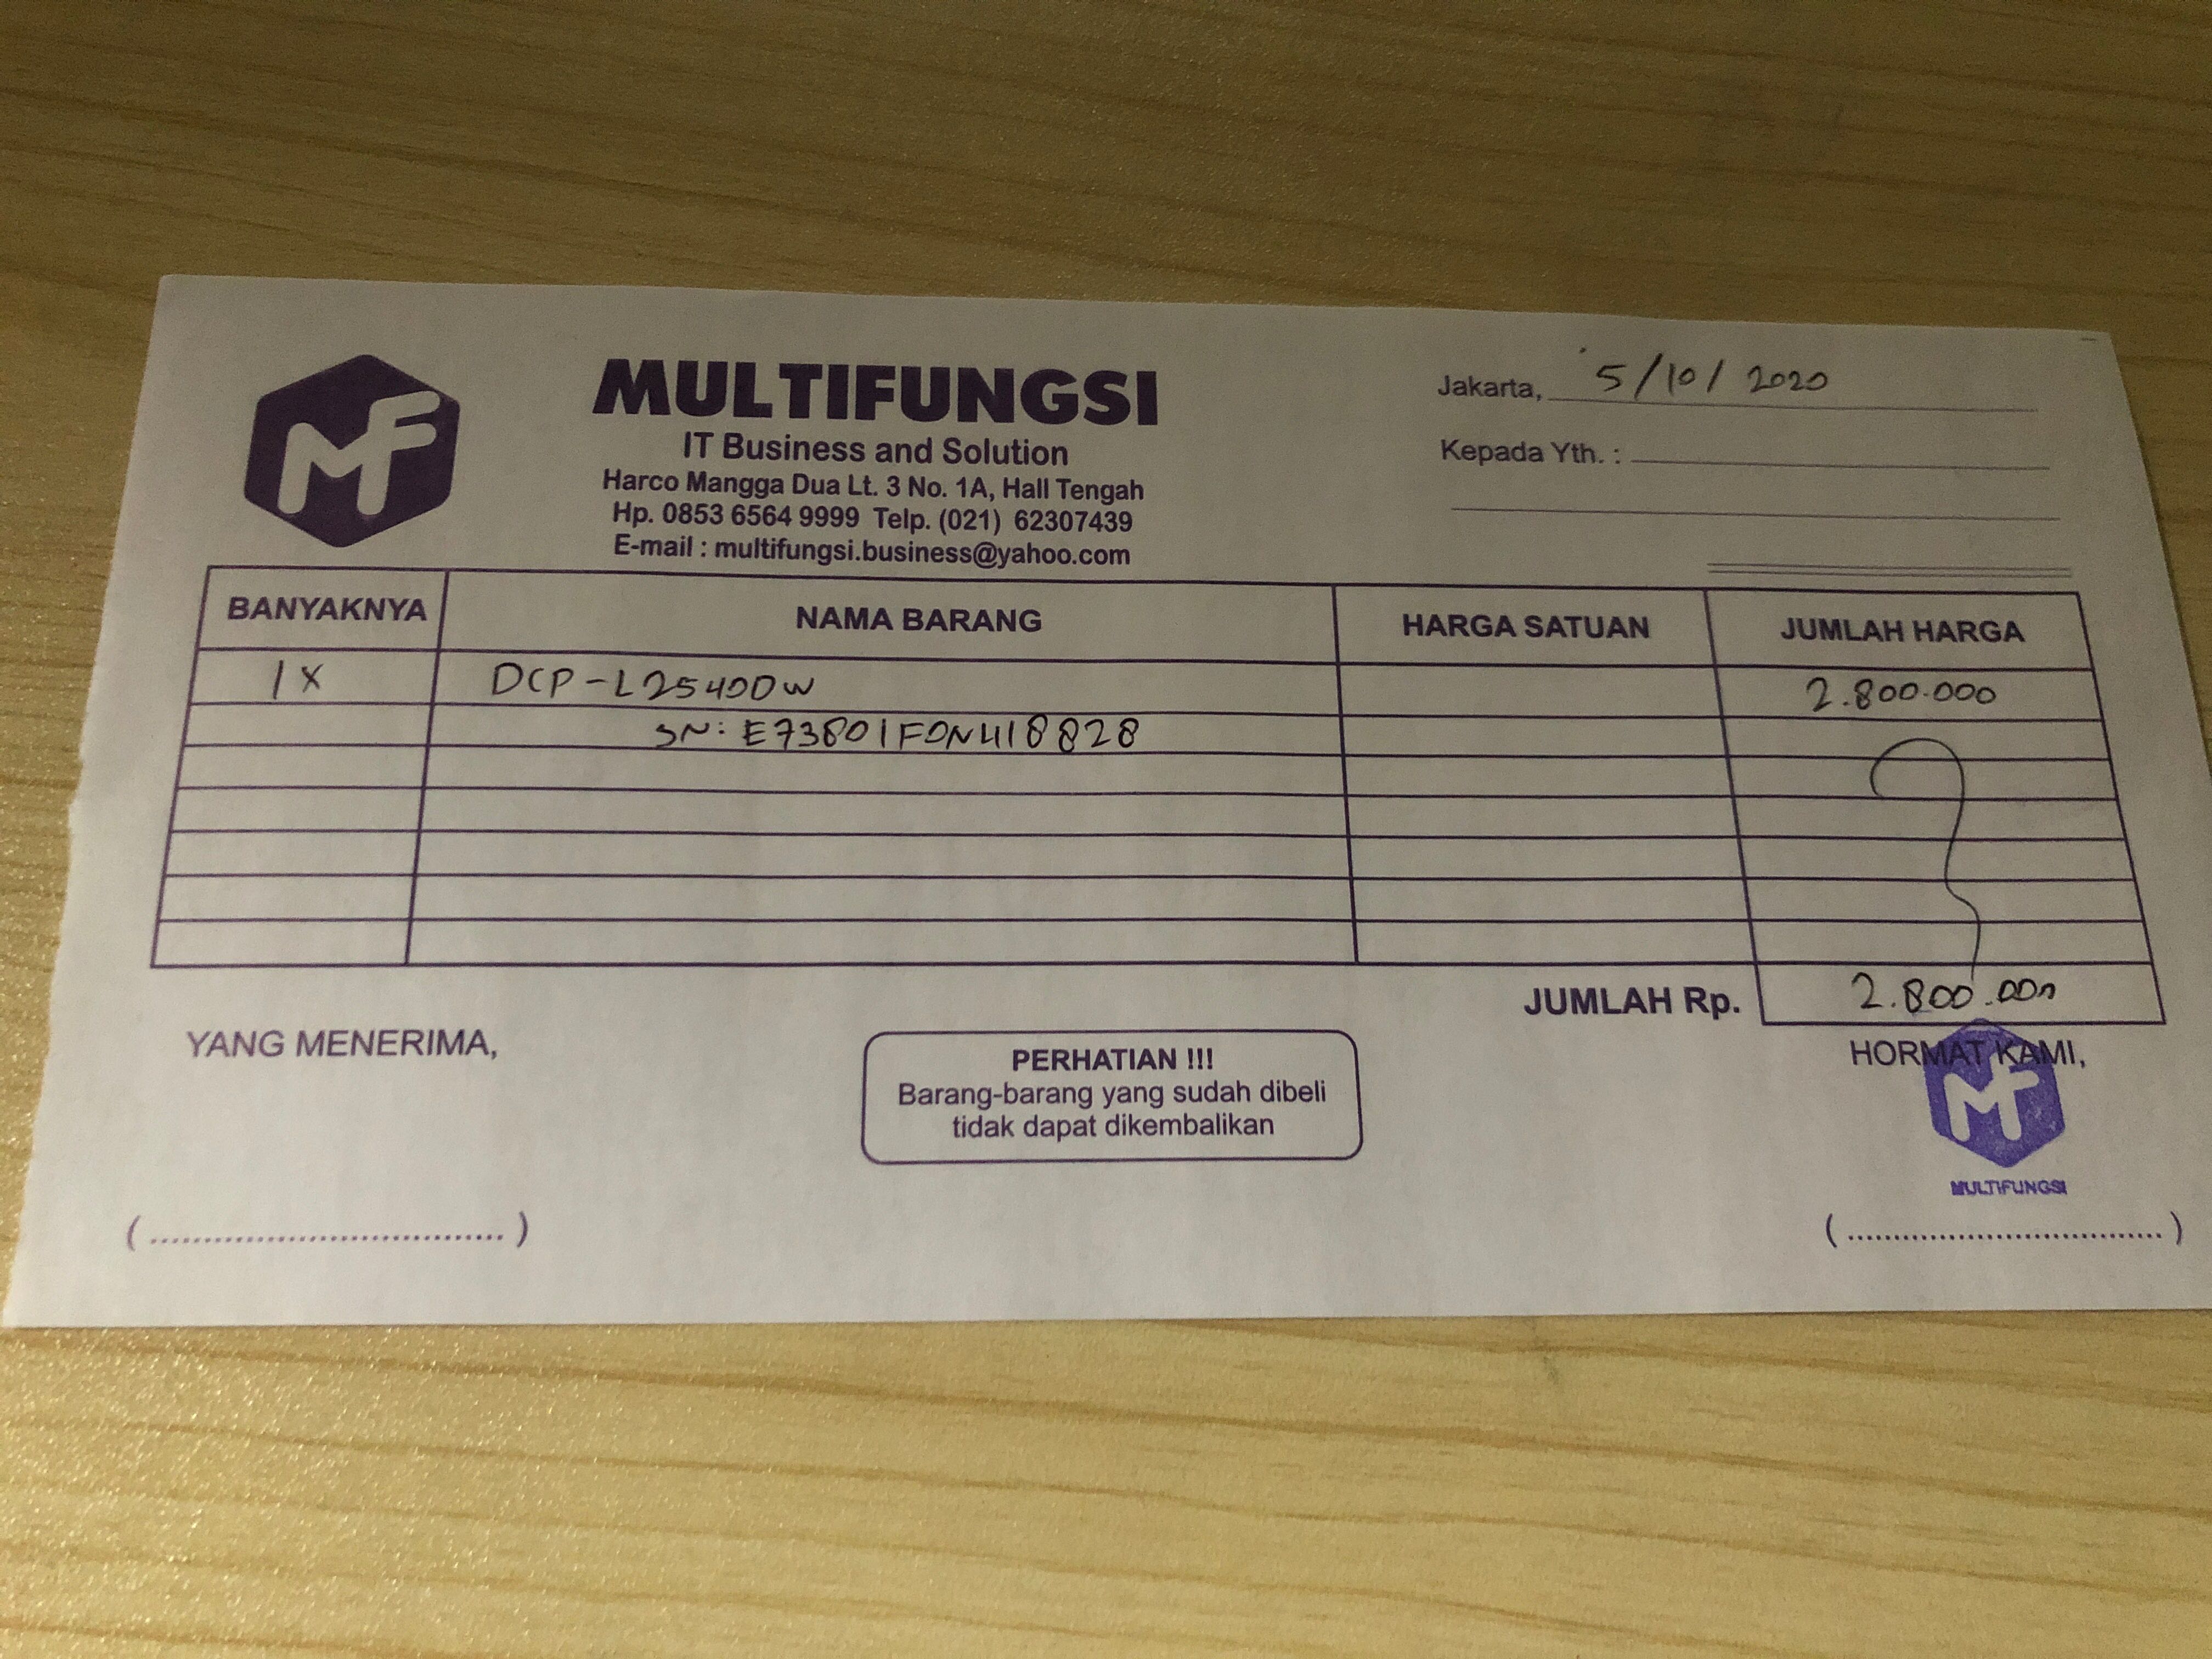 MF
MULTIFUNGSI
IT Business and Solution
Harco Mangga Dua Lt. 3 No. 1A, Hall Tengah
Hp. 0853 6564 9999 Telp. (021) 62307439
E-mail : multifungsi.business@yahoo.com
Jakarta, 5/10/2020
Kepada Yth. :
BANYAKNYA NAMA BARANG HARGA SATUAN JUMLAH HARGA
1X DCP-L2540DW 2.800.000
SN: E73801F0N418828
JUMLAH Rp. 2.800.000
YANG MENERIMA,
PERHATIAN !!!
Barang-barang yang sudah dibeli
tidak dapat dikembalikan
HORMAT KAMI,
MF
MULTIFUNGSI
(..................................)
(..................................)